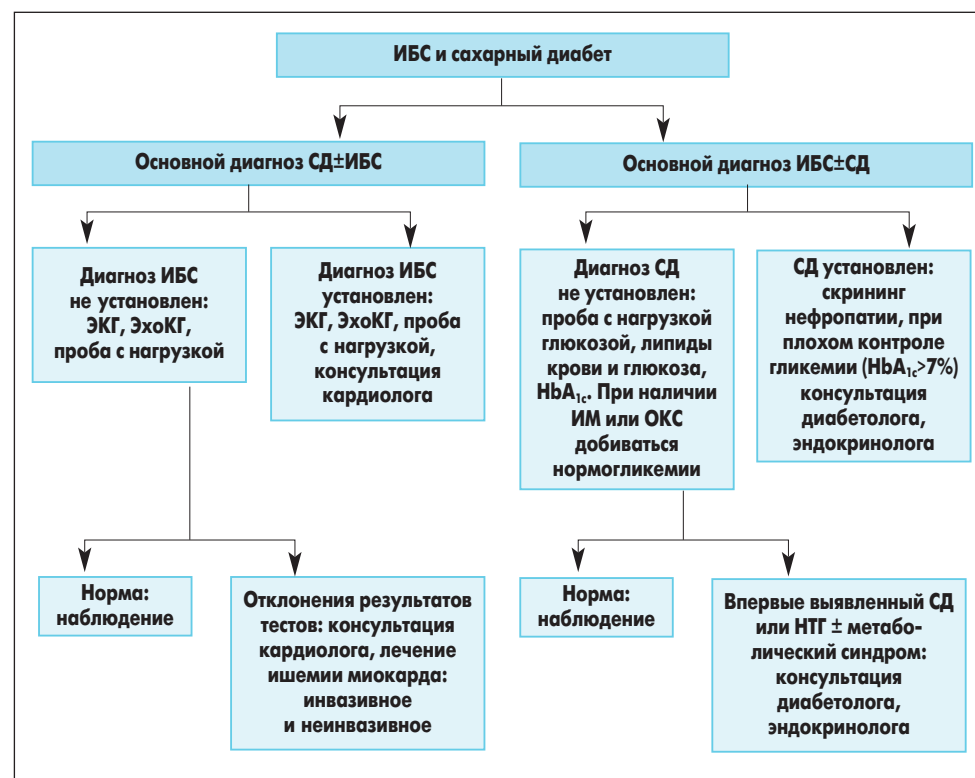 ИБС и сахарный диабет
Основной диагноз СД±ИБС
Основной диагноз ИБС±СД
Диагноз ИБС
не установлен:
ЭКГ, ЭхоКГ,
проба с нагрузкой
Диагноз ИБС
установлен:
ЭКГ, ЭхоКГ, проба
с нагрузкой,
консультация
кардиолога
Диагноз СД
не установлен:
проба с нагрузкой
глюкозой, липиды
крови и глюкоза,
HbA1c. При наличии
ИМ или ОКС
добиваться
нормогликемии
СД установлен:
скрининг
нефропатии, при
плохом контроле
гликемии (HbA1c>7%)
консультация
диабетолога,
эндокринолога
Норма:
наблюдение
Отклонения результатов
тестов: консультация
кардиолога, лечение
ишемии миокарда:
инвазивное
и неинвазивное
Норма:
наблюдение
Впервые выявленный СД
или НТГ ± метабо-
лический синдром:
консультация
диабетолога,
эндокринолога